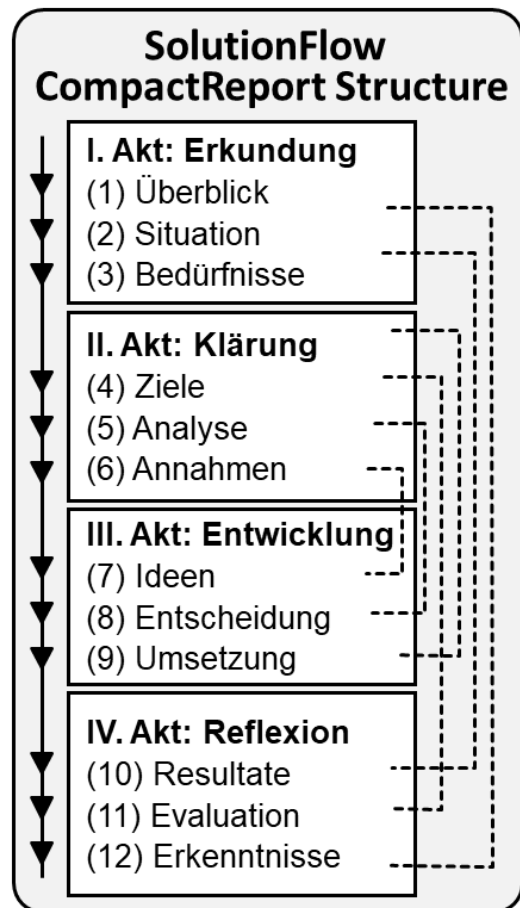 SolutionFlow
CompactReport Structure
I. Akt: Erkundung
(1) Überblick
(2) Situation
(3) Bedürfnisse
II. Akt: Klärung
(4) Ziele
(5) Analyse
(6) Annahmen
III. Akt: Entwicklung
(7) Ideen
(8) Entscheidung
(9) Umsetzung
IV. Akt: Reflexion
(10) Resultate
(11) Evaluation
(12) Erkenntnisse